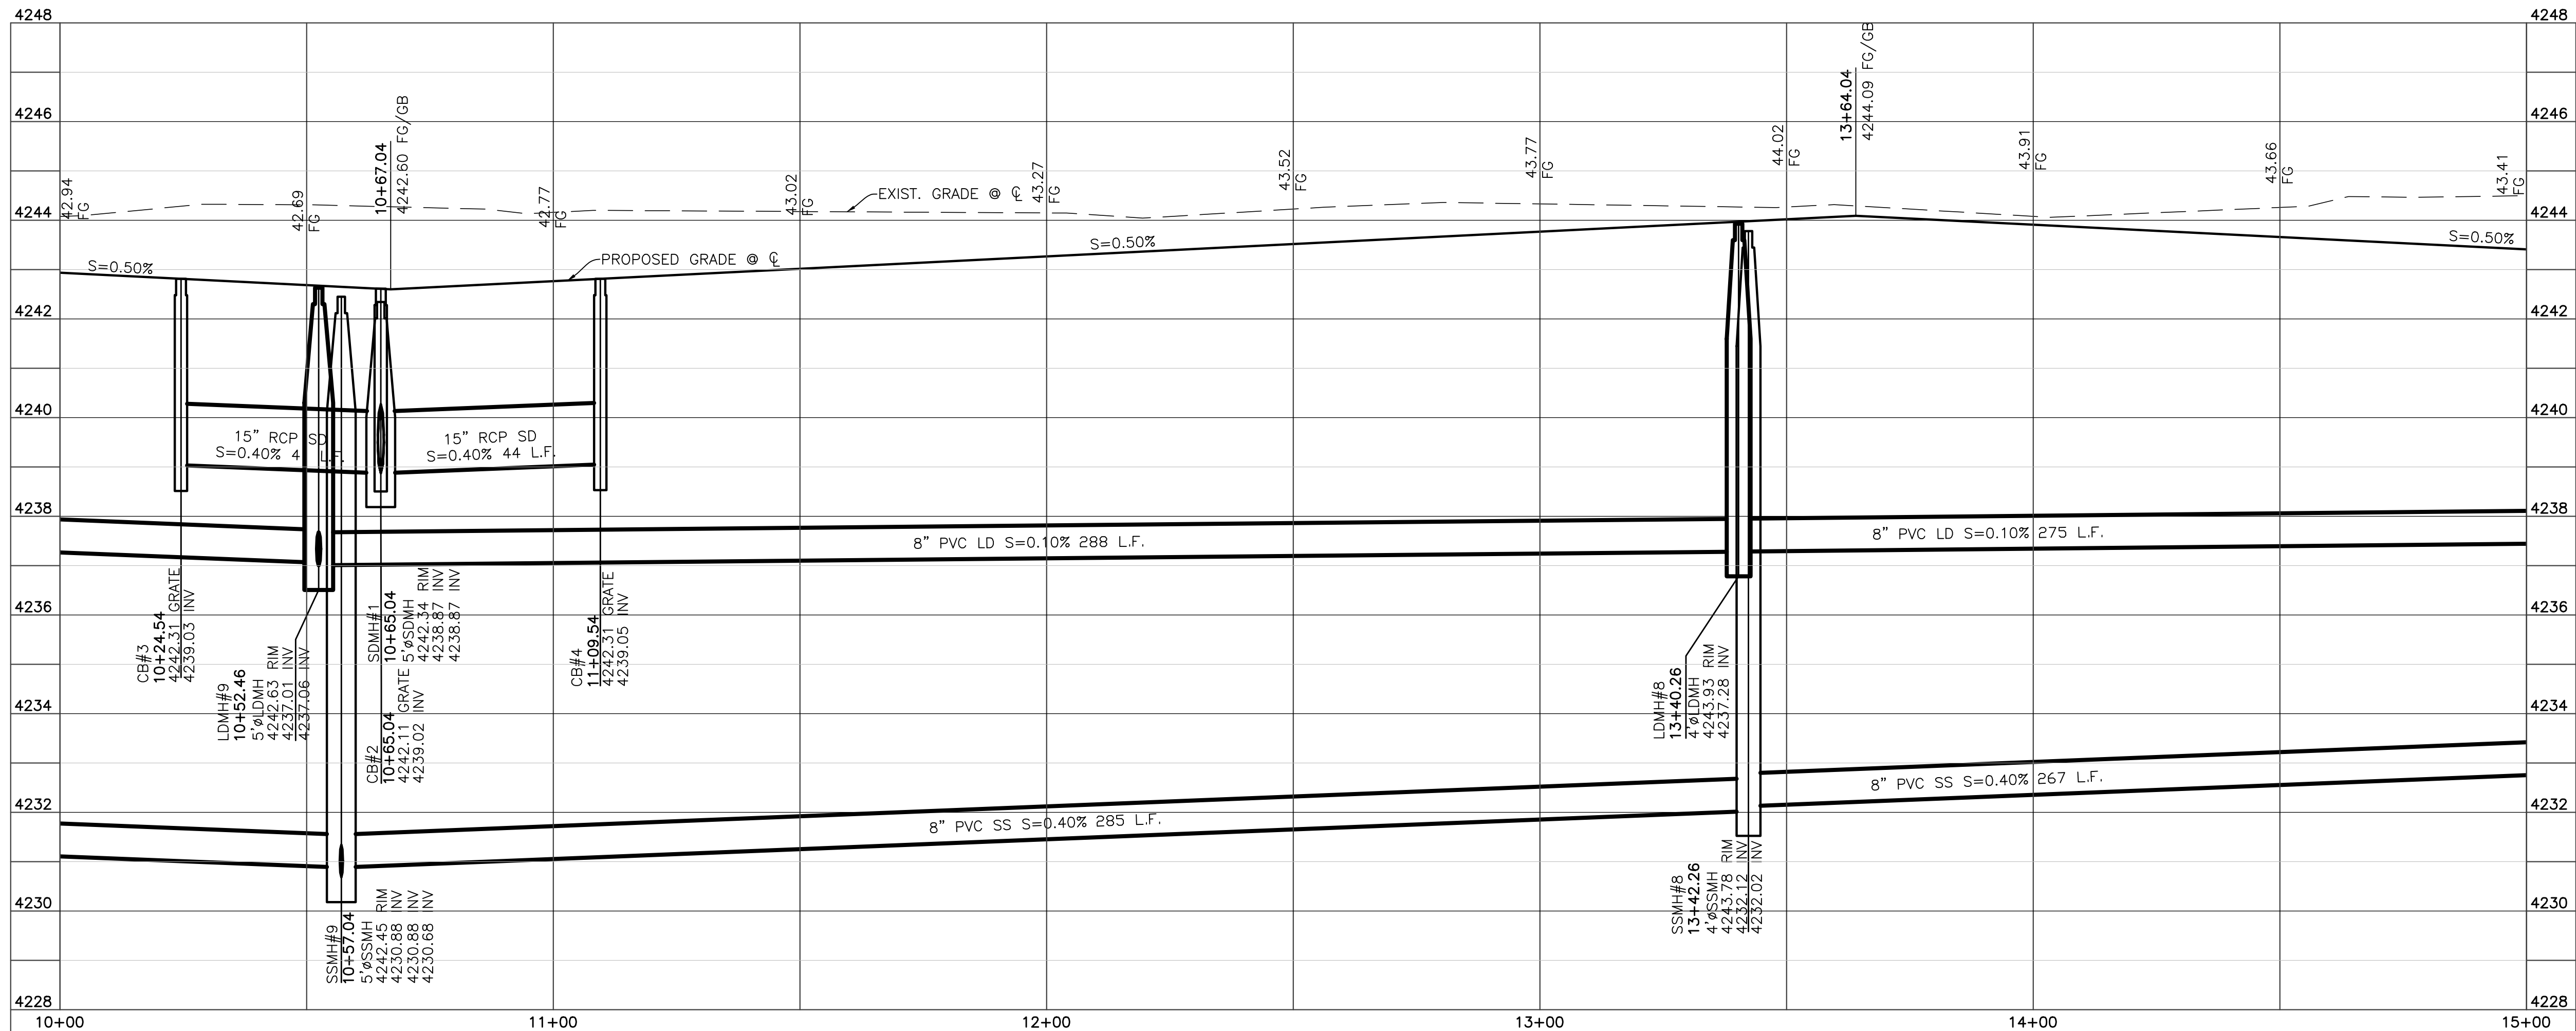 4248
4248
4246
4246
4244
4244
4242
4242
4240
4240
4238
4238
4236
4236
4234
4234
4232
4232
4230
4230
4228
4228
42.94
FG
42.69
FG
10+67.04
4242.60 FG/GB
42.77
FG
43.02
FG
43.27
FG
43.52
FG
43.77
FG
44.02
FG
13+64.04
4244.09 FG/GB
43.91
FG
43.66
FG
43.41
FG
EXIST. GRADE @ ℄
S=0.50%
PROPOSED GRADE @ ℄
S=0.50%
S=0.50%
15" RCP SD
S=0.40% 4 L.F.
15" RCP SD
S=0.40% 44 L.F.
8" PVC LD S=0.10% 288 L.F.
8" PVC LD S=0.10% 275 L.F.
8" PVC SS S=0.40% 285 L.F.
8" PVC SS S=0.40% 267 L.F.
CB#3
10+24.54
4242.31 GRATE
4239.03 INV
LDMH#9
10+52.46
5'øLDMH
4242.63 RIM
4237.01 INV
4237.06 INV
SSMH#9
10+57.04
5'øSSMH
4242.45 RIM
4230.88 INV
4230.88 INV
4230.68 INV
SDMH#1
10+65.04
5'øSDMH
4242.34 RIM
4238.87 INV
4238.87 INV
CB#2
10+65.04
4242.11 GRATE
4239.02 INV
CB#4
11+09.54
4242.31 GRATE
4239.05 INV
LDMH#8
13+40.26
4'øLDMH
4243.93 RIM
4237.28 INV
SSMH#8
13+42.26
4'øSSMH
4243.78 RIM
4232.12 INV
4232.02 INV
10+00
11+00
12+00
13+00
14+00
15+00